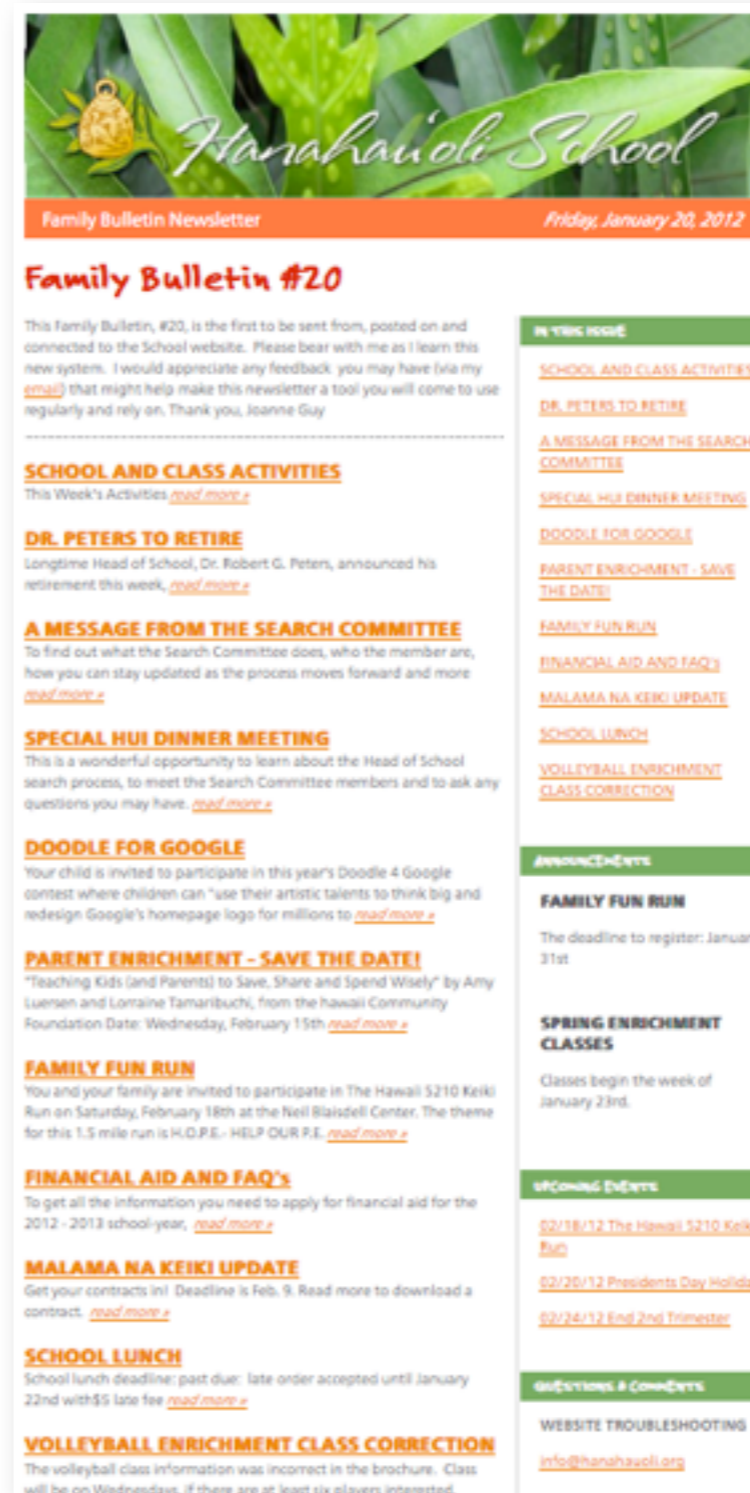 Hanahau'oli School
Family Bulletin Newsletter
Friday, January 20, 2012
Family Bulletin #20
This Family Bulletin, #20, is the first to be sent from, posted on and
connected to the School website. Please bear with me as I learn this
new system. I would appreciate any feedback you may have (via my
email) that might help make this newsletter a tool you will come to use
regularly and rely on. Thank you, Joanne Guy
SCHOOL AND CLASS ACTIVITIES
This Week's Activities read more »
DR. PETERS TO RETIRE
Longtime Head of School, Dr. Robert G. Peters, announced his
retirement this week, read more »
A MESSAGE FROM THE SEARCH COMMITTEE
To find out what the Search Committee does, who the member are,
how you can stay updated as the process moves forward and more
read more »
SPECIAL HUI DINNER MEETING
This is a wonderful opportunity to learn about the Head of School
search process, to meet the Search Committee members and to ask any
questions you may have. read more »
DOODLE FOR GOOGLE
Your child is invited to participate in this year's Doodle 4 Google
contest where children can "use their artistic talents to think big and
redesign Google's homepage logo for millions to read more »
PARENT ENRICHMENT - SAVE THE DATE!
"Teaching Kids (and Parents) to Save, Share and Spend Wisely" by Amy
Luersen and Lorraine Tamaribuchi, from the hawaii Community
Foundation Date: Wednesday, February 15th read more »
FAMILY FUN RUN
You and your family are invited to participate in The Hawaii 5210 Keiki
Run on Saturday, February 18th at the Neil Blaisdell Center. The theme
for this 1.5 mile run is H.O.P.E.- HELP OUR P.E. read more »
FINANCIAL AID AND FAQ's
To get all the information you need to apply for financial aid for the
2012 - 2013 school-year, read more »
MALAMA NA KEIKI UPDATE
Get your contracts in! Deadline is Feb. 9. Read more to download a
contract. read more »
SCHOOL LUNCH
School lunch deadline: past due: late order accepted until January
22nd with$5 late fee read more »
VOLLEYBALL ENRICHMENT CLASS CORRECTION
The volleyball class information was incorrect in the brochure. Class
will be on Wednesdays, if there are at least six players interested.
IN THIS ISSUE
SCHOOL AND CLASS ACTIVITIES
DR. PETERS TO RETIRE
A MESSAGE FROM THE SEARCH
COMMITTEE
SPECIAL HUI DINNER MEETING
DOODLE FOR GOOGLE
PARENT ENRICHMENT - SAVE
THE DATE!
FAMILY FUN RUN
FINANCIAL AID AND FAQ's
MALAMA NA KEIKI UPDATE
SCHOOL LUNCH
VOLLEYBALL ENRICHMENT
CLASS CORRECTION
ANNOUNCEMENTS
FAMILY FUN RUN
The deadline to register: Januar
31st
SPRING ENRICHMENT
CLASSES
Classes begin the week of
January 23rd.
UPCOMING EVENTS
02/18/12 The Hawaii 5210 Keik
Run
02/20/12 Presidents Day Holida
02/24/12 End 2nd Trimester
QUESTIONS & COMMENTS
WEBSITE TROUBLESHOOTING
info@hanahauoli.org